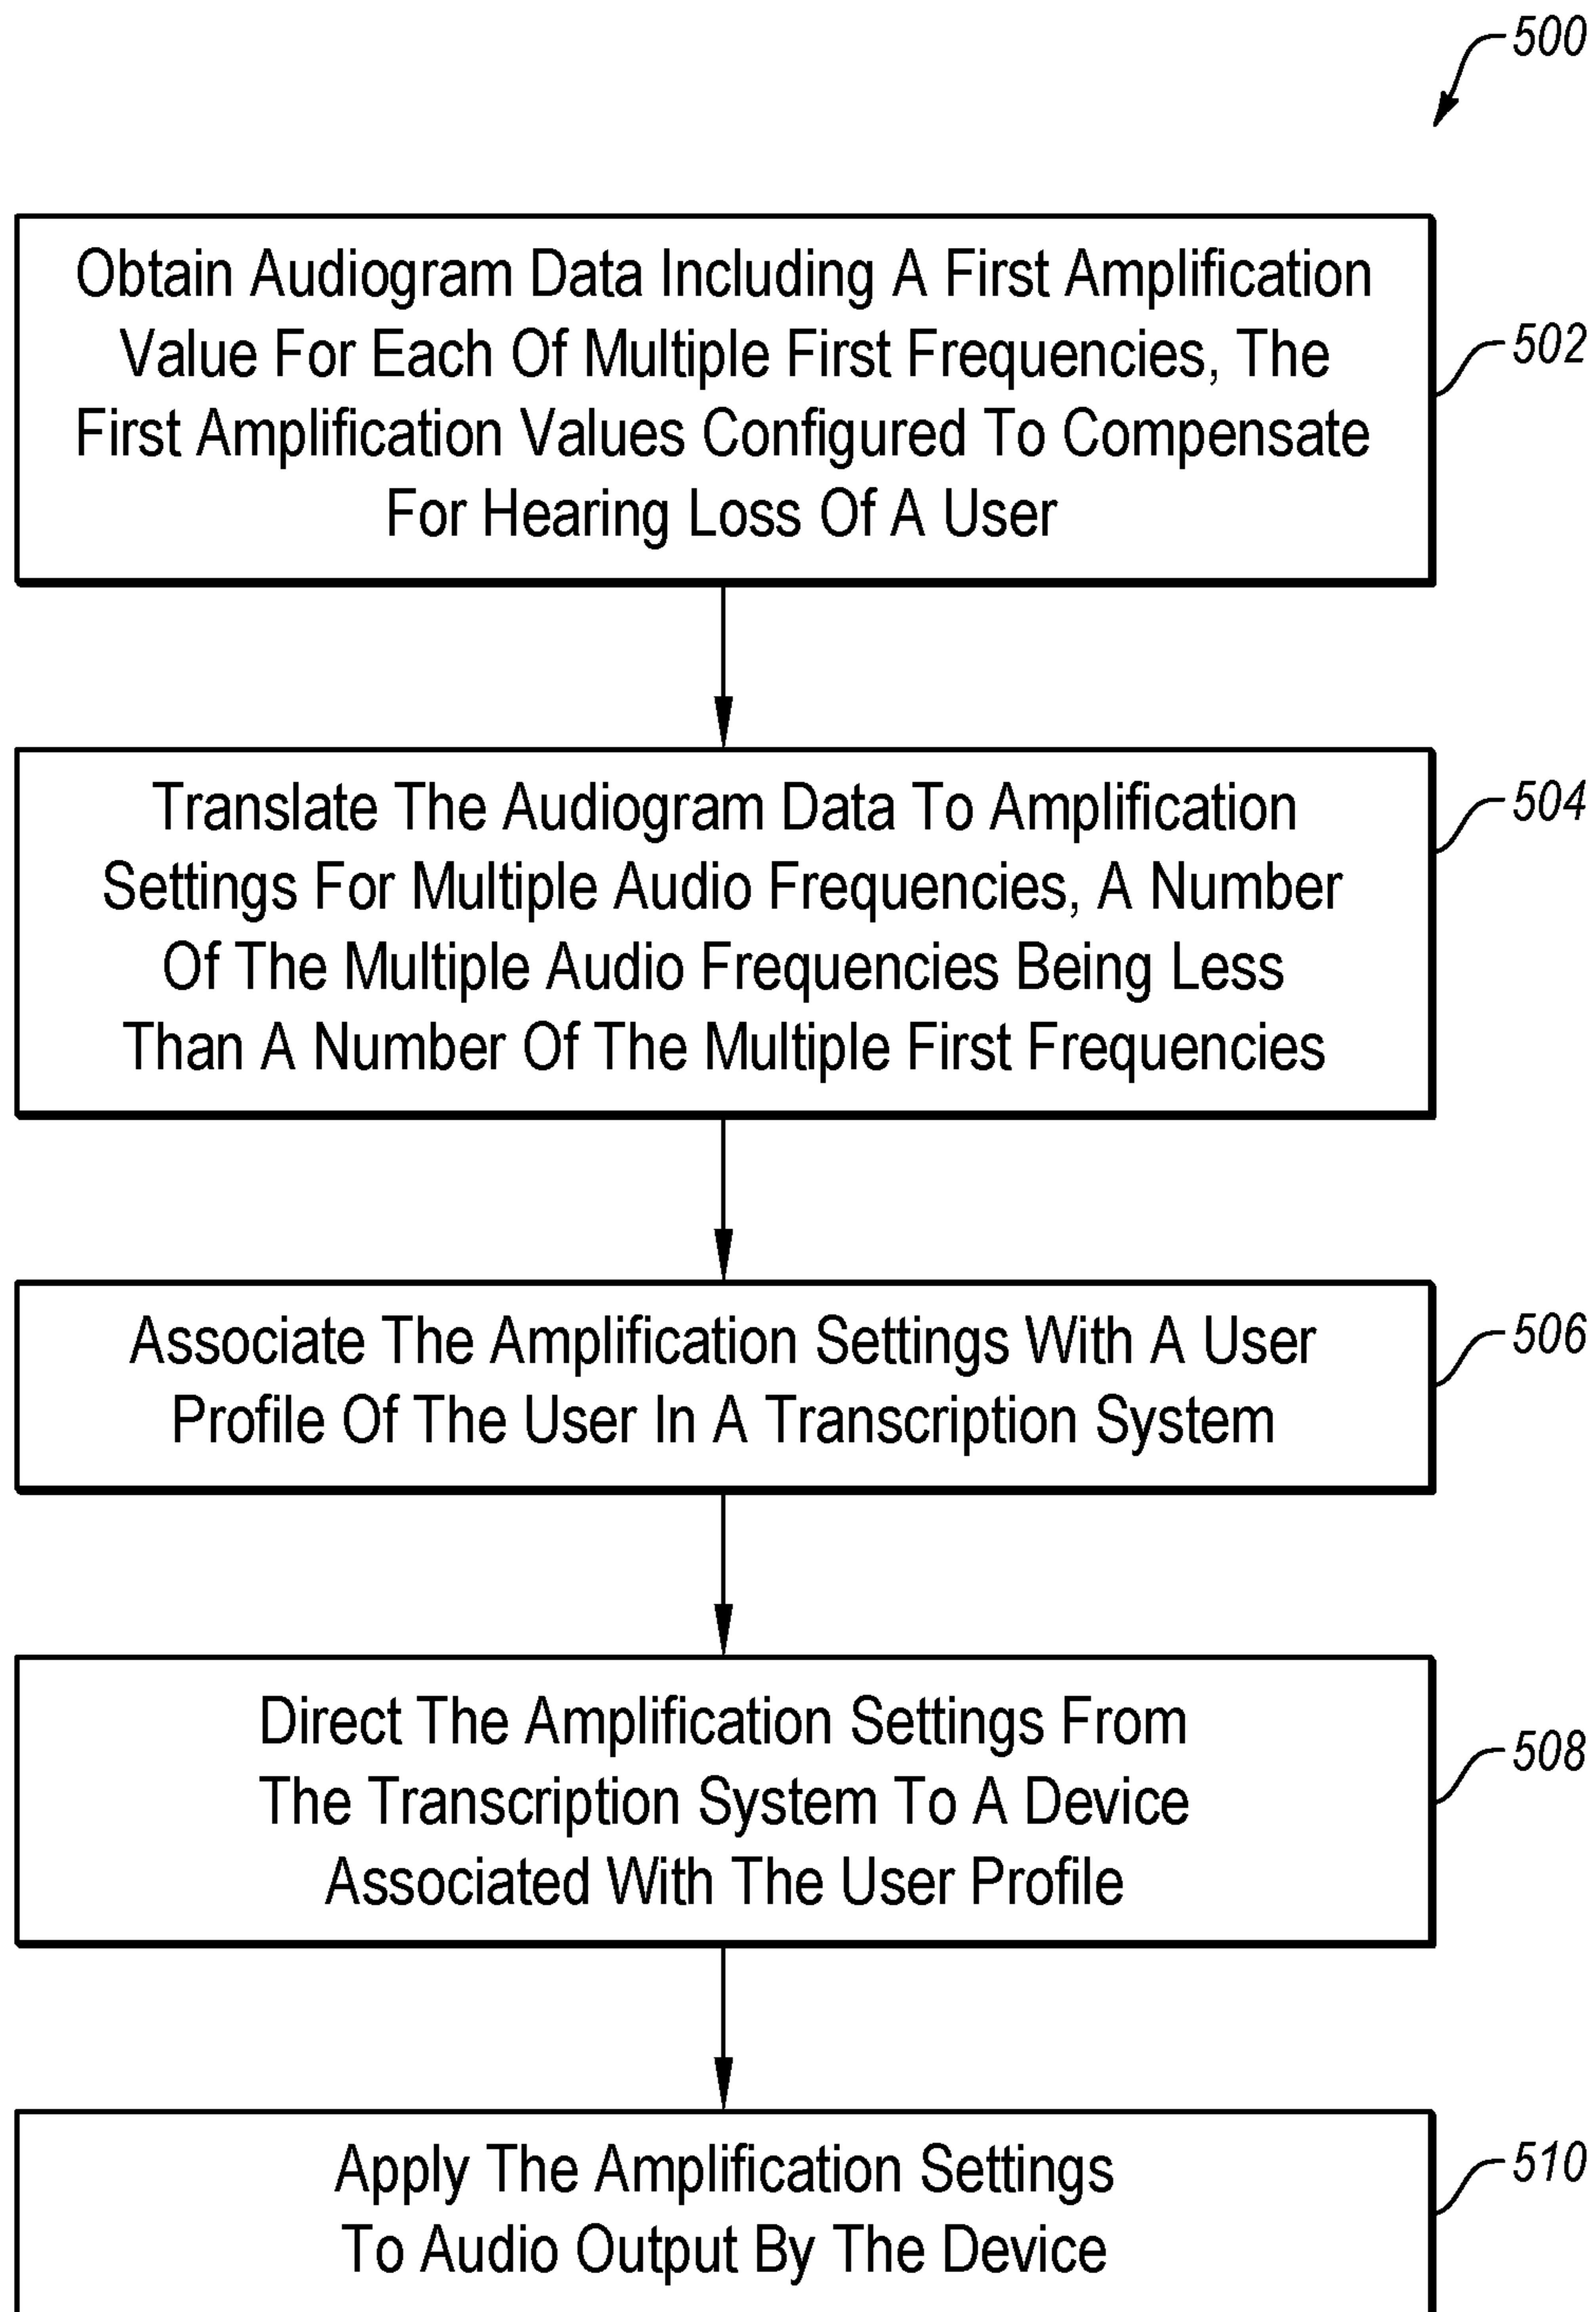 500
Obtain Audiogram Data Including A First Amplification
Value For Each Of Multiple First Frequencies, The
First Amplification Values Configured To Compensate
For Hearing Loss Of A User
502
Translate The Audiogram Data To Amplification
Settings For Multiple Audio Frequencies, A Number
Of The Multiple Audio Frequencies Being Less
Than A Number Of The Multiple First Frequencies
504
Associate The Amplification Settings With A User
Profile Of The User In A Transcription System
506
Direct The Amplification Settings From
The Transcription System To A Device
Associated With The User Profile
508
Apply The Amplification Settings
To Audio Output By The Device
510